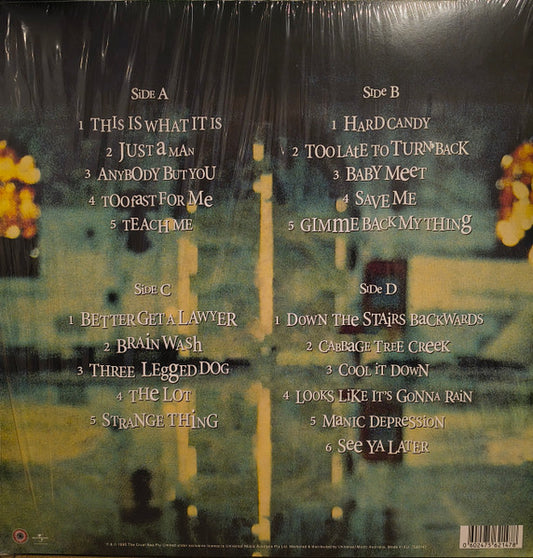 Side A
1 This Is What It Is
2 Just a Man
3 Anybody But You
4 Too Fast For Me
5 Teach Me
Side B
1 Hard Candy
2 Too Late To Turn Back
3 Baby Meet
4 Save Me
5 Gimme Back My Thing
Side C
1 Better Get A Lawyer
2 Brain Wash
3 Three Legged Dog
4 The Lot
5 Strange Thing
Side D
1 Down The Stairs Backwards
2 Cabbage Tree Creek
3 Cool It Down
4 Looks Like It's Gonna Rain
5 Manic Depression
6 See Ya Later